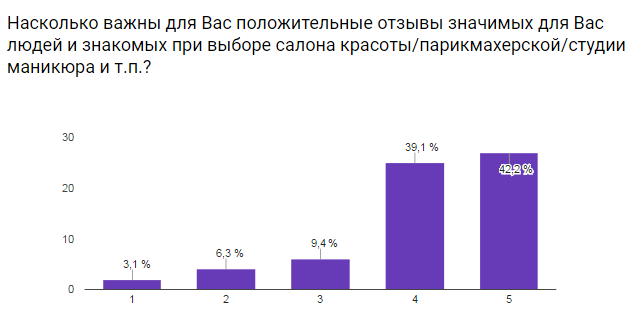 Насколько важны для Вас положительные отзывы значимых для Вас
людей и знакомых при выборе салона красоты/парикмахерской/студии
маникюра и т.п.?
30
20
10
0
3,1 %
6,3 %
9,4 %
39,1 %
42,2 %
1 2 3 4 5